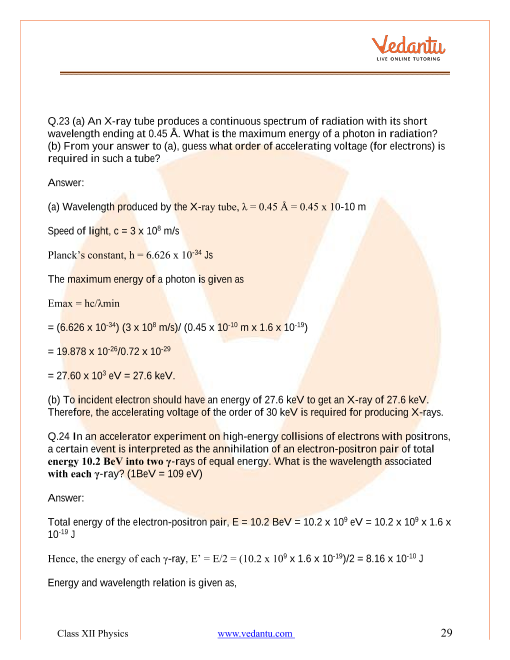 Vedantu
LIVE ONLINE TUTORING
Q.23 (a) An X-ray tube produces a continuous spectrum of radiation with its short
wavelength ending at 0.45 Å. What is the maximum energy of a photon in radiation?
(b) From your answer to (a), guess what order of accelerating voltage (for electrons) is
required in such a tube?
Answer:
(a) Wavelength produced by the X-ray tube, λ = 0.45 Å = 0.45 x 10-10 m
Speed of light, c = 3 x 10⁸ m/s
Planck's constant, h = 6.626 x 10⁻³⁴ Js
The maximum energy of a photon is given as
Emax = hc/λmin
= (6.626 x 10⁻³⁴) (3 x 10⁸ m/s)/ (0.45 x 10⁻¹⁰ m x 1.6 x 10⁻¹⁹)
= 19.878 x 10⁻²⁶/0.72 x 10⁻²⁹
= 27.60 x 10³ eV = 27.6 keV.
(b) To incident electron should have an energy of 27.6 keV to get an X-ray of 27.6 keV.
Therefore, the accelerating voltage of the order of 30 keV is required for producing X-rays.
Q.24 In an accelerator experiment on high-energy collisions of electrons with positrons,
a certain event is interpreted as the annihilation of an electron-positron pair of total
energy 10.2 BeV into two γ-rays of equal energy. What is the wavelength associated
with each γ-ray? (1BeV = 109 eV)
Answer:
Total energy of the electron-positron pair, E = 10.2 BeV = 10.2 x 10⁹ eV = 10.2 x 10⁹ x 1.6 x
10⁻¹⁹ J
Hence, the energy of each γ-ray, E' = E/2 = (10.2 x 10⁹ x 1.6 x 10⁻¹⁹)/2 = 8.16 x 10⁻¹⁰ J
Energy and wavelength relation is given as,
Class XII Physics www.vedantu.com 29